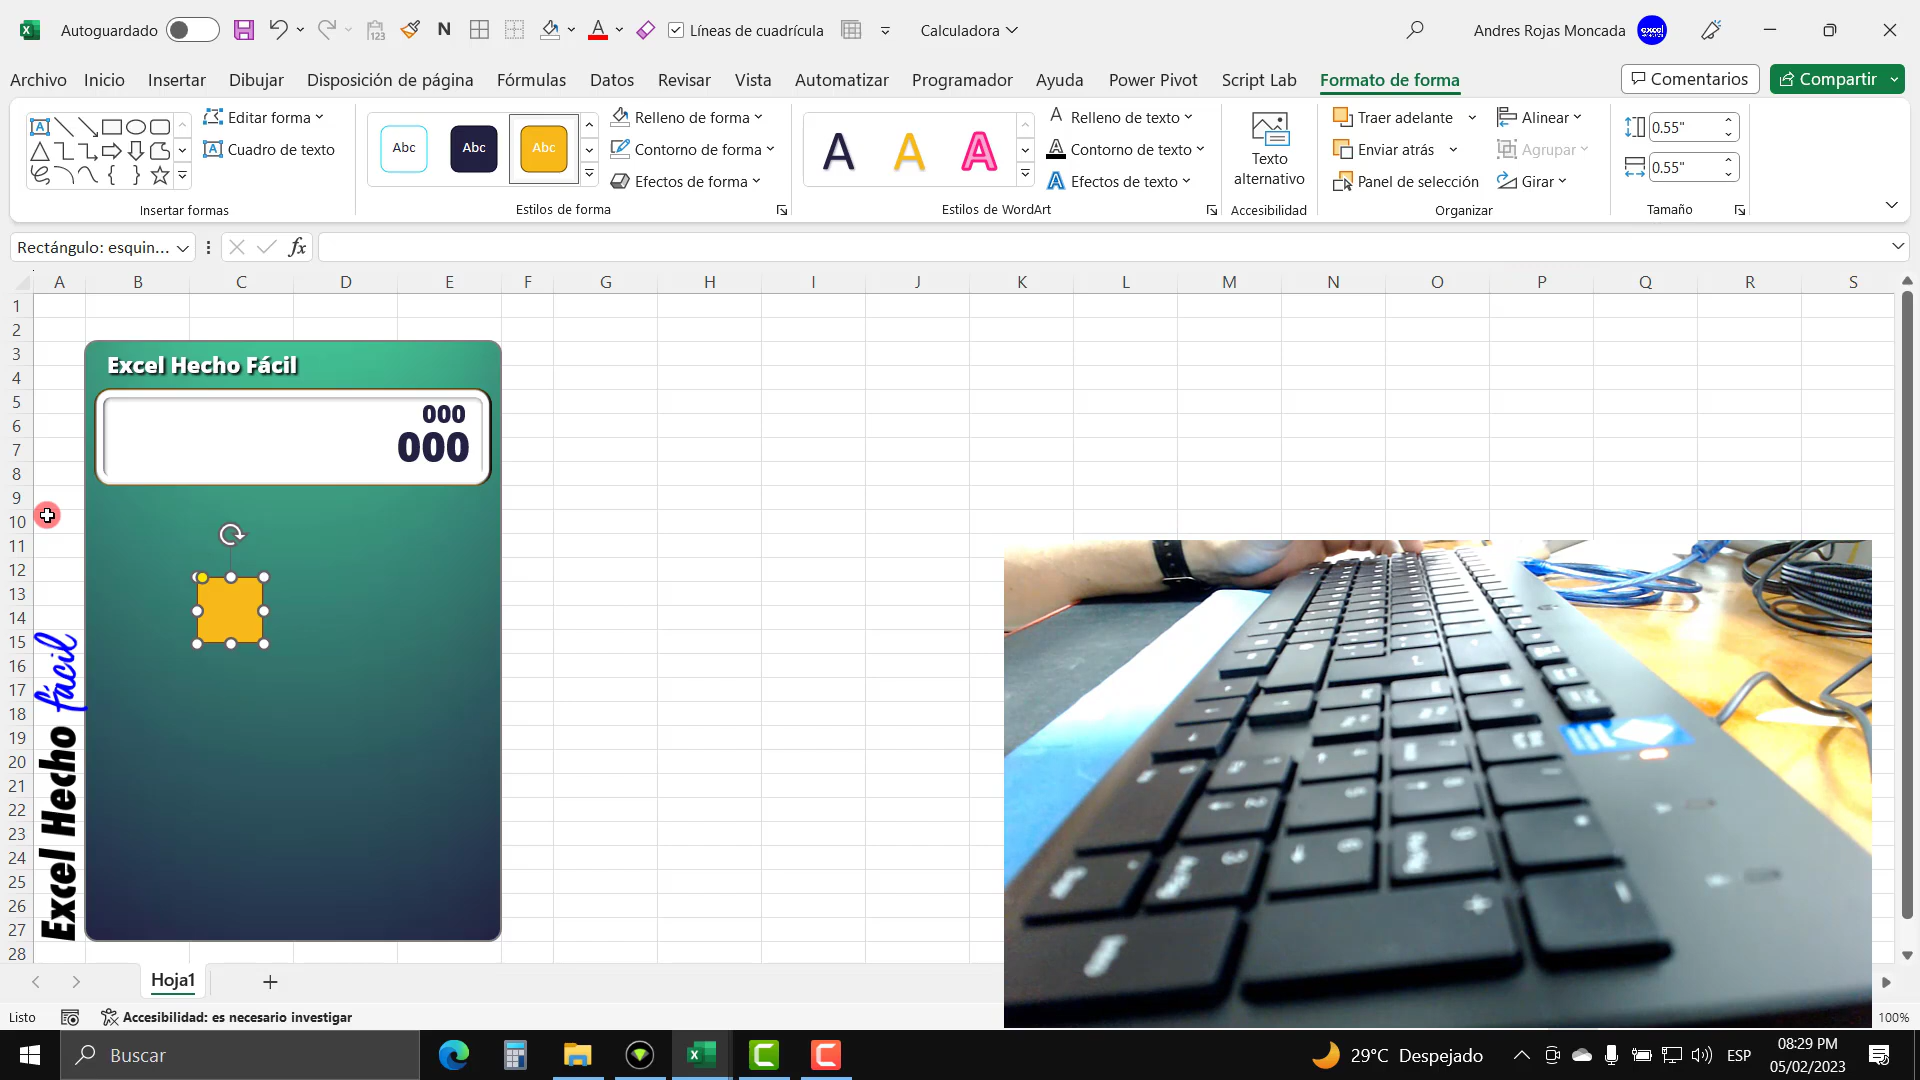 Autoguardado
N
Líneas de cuadrícula
Calculadora
Andres Rojas Moncada
Archivo
Inicio
Insertar
Dibujar
Disposición de página
Fórmulas
Datos
Revisar
Vista
Automatizar
Programador
Ayuda
Power Pivot
Script Lab
Formato de forma
Comentarios
Compartir
Editar forma
Cuadro de texto
Insertar formas
Abc
Abc
Abc
Relleno de forma
Contorno de forma
Efectos de forma
Estilos de forma
A A A
Relleno de texto
Contorno de texto
Efectos de texto
Estilos de WordArt
Texto
alternativo
Accesibilidad
Traer adelante
Enviar atrás
Panel de selección
Alinear
Agrupar
Girar
Organizar
0.55"
0.55"
Tamaño
Rectángulo: esquin...
fx
A B C D E F G H I J K L M N O P Q R S
1
2
3
4
5
6
7
8
9
10
11
12
13
14
15
16
17
18
19
20
21
22
23
24
25
26
27
28
Excel Hecho Fácil
000
000
Excel Hecho fácil
Hoja1
Listo
Accesibilidad: es necesario investigar
100%
Buscar
29°C Despejado
ESP
08:29 PM
05/02/2023